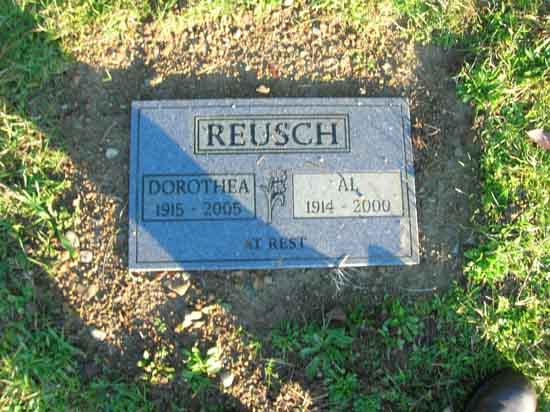 REUSCH
DOROTHEA
1915 - 2005
AL
1914 - 2000
AT REST